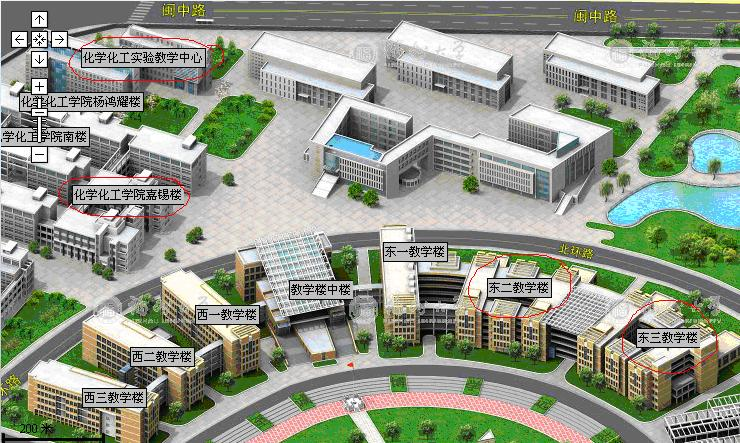 闽中路
闽中路
化学化工实验教学中心
化学化工学院杨鸿耀楼
化学化工学院南楼
化学化工学院嘉锡楼
北环路
东一教学楼
教学楼中楼
东二教学楼
西一教学楼
东三教学楼
西二教学楼
西三教学楼
200 米